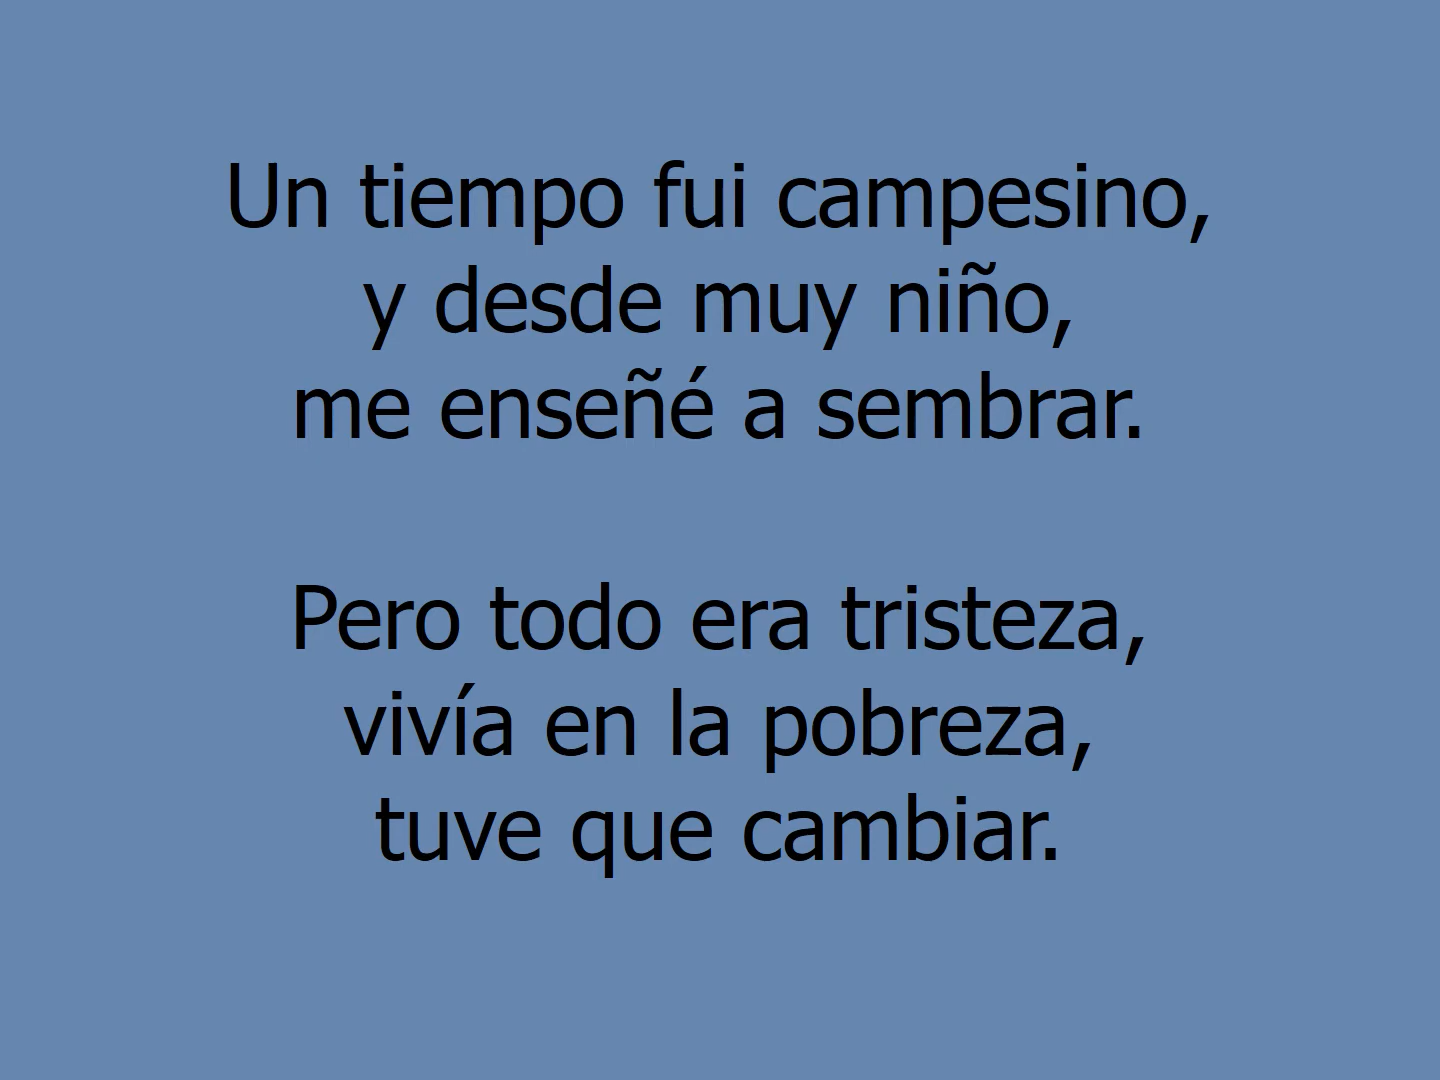 Un tiempo fui campesino,
y desde muy niño,
me enseñé a sembrar.
Pero todo era tristeza,
vivía en la pobreza,
tuve que cambiar.